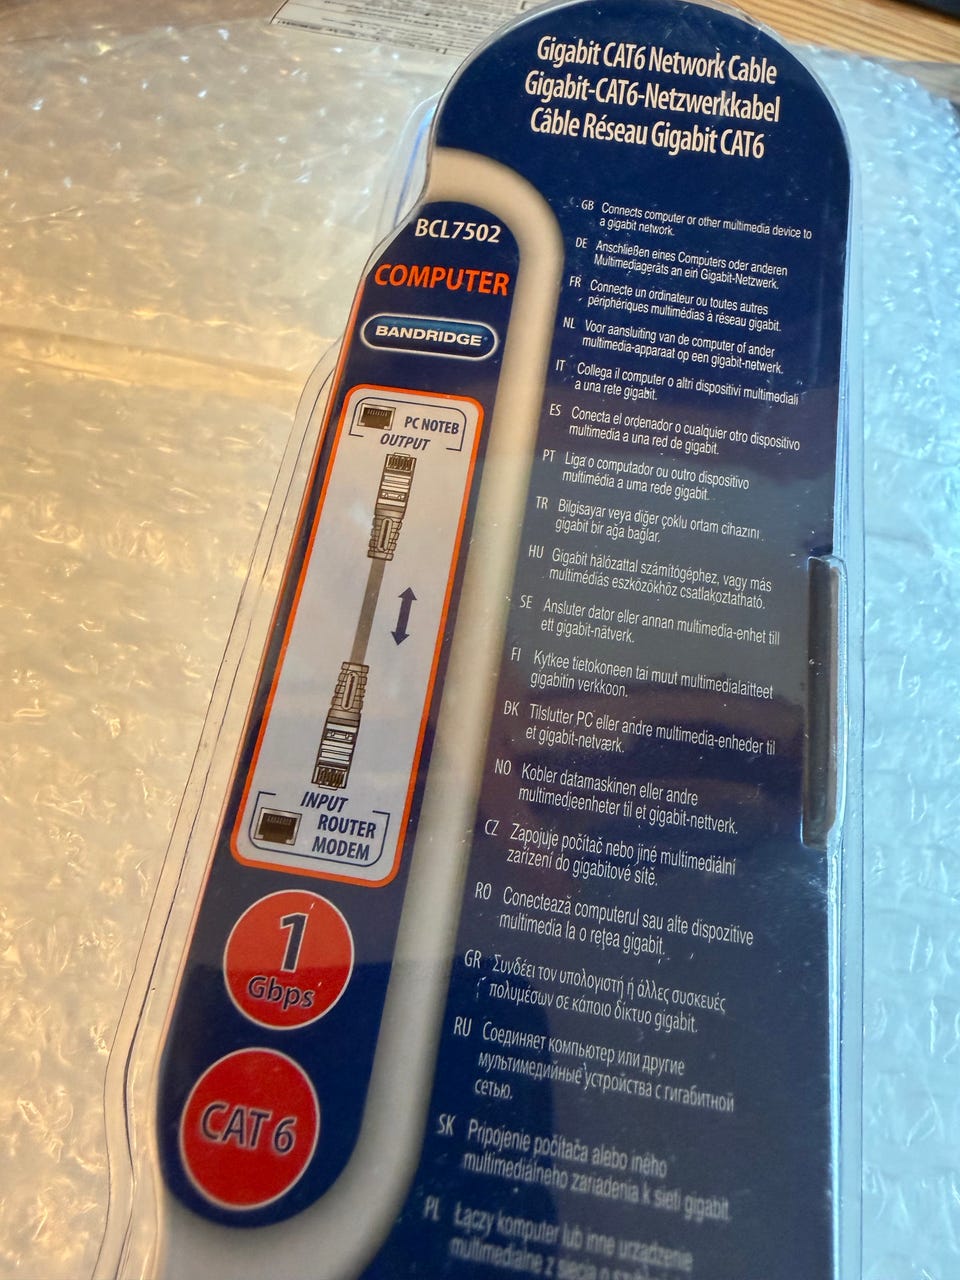 Gigabit CAT6 Network Cable
Gigabit-CAT6-Netzwerkkabel
Câble Réseau Gigabit CAT6
BCL7502
COMPUTER
BANDRIDGE
PC NOTEB
OUTPUT
INPUT
ROUTER
MODEM
1
Gbps
CAT 6
GB Connects computer or other multimedia device to
a gigabit network.
DE Anschließen eines Computers oder anderen
Multimediageräts an ein Gigabit-Netzwerk.
FR Connecte un ordinateur ou toutes autres
périphériques multimédias à réseau gigabit.
NL Voor aansluiting van de computer of ander
multimedia-apparaat op een gigabit-netwerk.
IT Collega il computer o altri dispositivi multimediali
a una rete gigabit.
ES Conecta el ordenador o cualquier otro dispositivo
multimedia a una red de gigabit.
PT Liga o computador ou outro dispositivo
multimédia a uma rede gigabit.
TR Bilgisayar veya diğer çoklu ortam cihazını
gigabit bir ağa bağlar.
HU Gigabit hálózattal számítógéphez, vagy más
multimédiás eszközökhöz csatlakoztatható.
SE Ansluter dator eller annan multimedia-enhet till
ett gigabit-nätverk.
FI Kytkee tietokoneen tai muut multimedialaitteet
gigabitin verkkoon.
DK Tilslutter PC eller andre multimedia-enheder til
et gigabit-netværk.
NO Kobler datamaskinen eller andre
multimedieenheter til et gigabit-nettverk.
CZ Zapojuje počítač nebo jiné multimediální
zařízení do gigabitové sítě.
RO Conectează computerul sau alte dispozitive
multimedia la o rețea gigabit.
GR Συνδέει τον υπολογιστή ή άλλες συσκευές
πολυμέσων σε κάποιο δίκτυο gigabit.
RU Соединяет компьютер или другие
мультимедийные устройства с гигабитной
сетью.
SK Pripojenie počítača alebo iného
multimediálneho zariadenia k sieti gigabit.
PL Łączy komputer lub inne urządzenie
multimedialne z siecią o